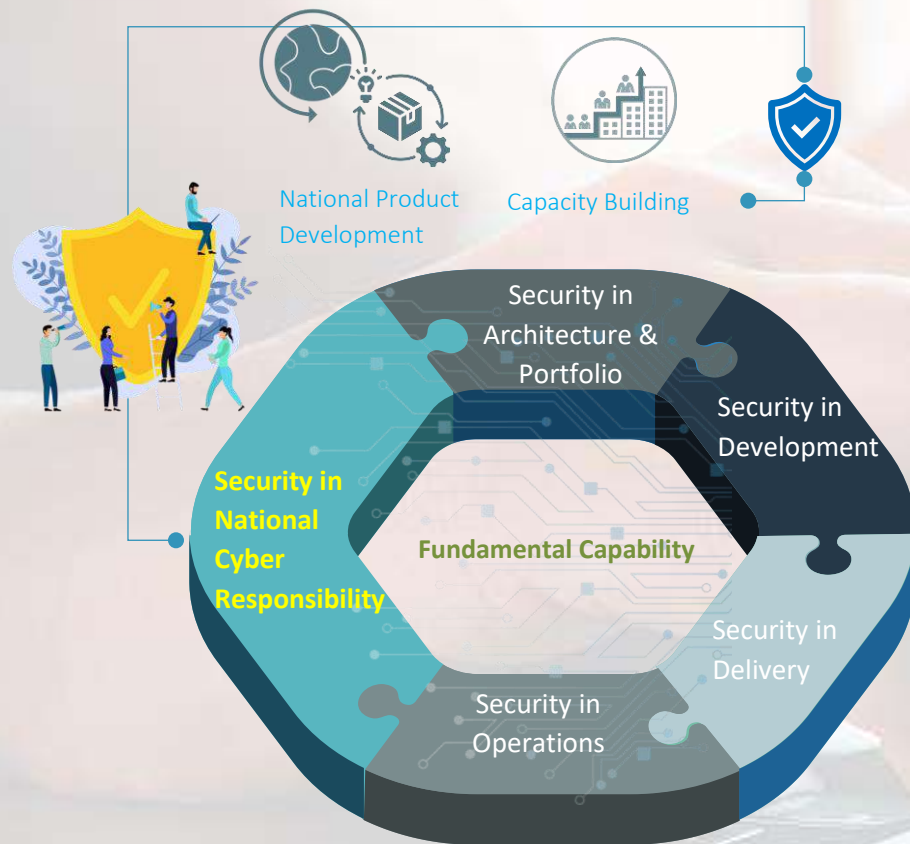 National Product
Development
Capacity Building
Security in
Architecture &
Portfolio
Security in
Development
Security in
National
Cyber
Responsibility
Fundamental Capability
Security in
Delivery
Security in
Operations